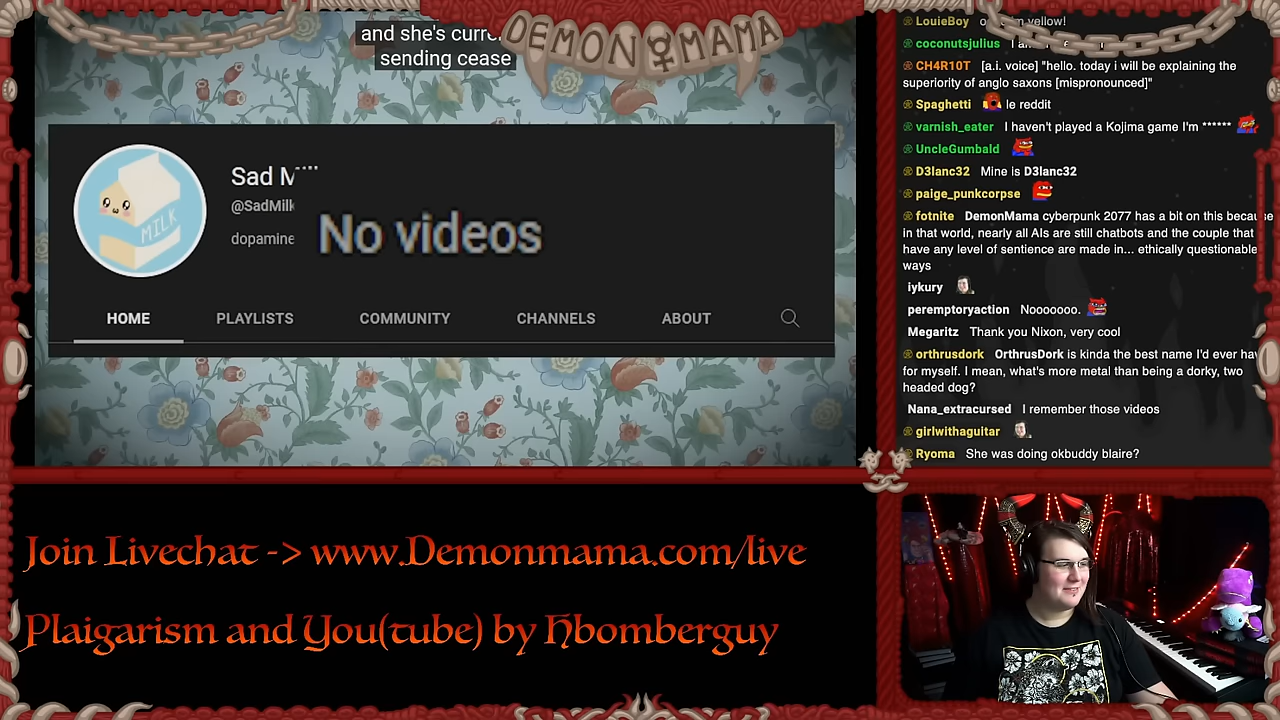 and she's curre
sending cease
DEMON MAMA
Sad M
@SadMilk
dopamine
No videos
MILK
HOME PLAYLISTS COMMUNITY CHANNELS ABOUT
Join Livechat -> www.Demonmama.com/live
Plaigarism and You(tube) by Hbomberguy
LouieBoy yellow!
coconutsjulius
CH4R10T [a.i. voice] "hello. today i will be explaining the
superiority of anglo saxons [mispronounced]"
Spaghetti le reddit
varnish_eater I haven't played a Kojima game I'm ******
UncleGumbald
D3lanc32 Mine is D3lanc32
paige_punkcorpse
fotnite DemonMama cyberpunk 2077 has a bit on this because
in that world, nearly all AIs are still chatbots and the couple that
have any level of sentience are made in... ethically questionable
ways
iykury
peremptoryaction Nooooooo.
Megaritz Thank you Nixon, very cool
orthrusdork OrthrusDork is kinda the best name I'd ever hav
for myself. I mean, what's more metal than being a dorky, two
headed dog?
Nana_extracursed I remember those videos
girlwithaguitar
Ryoma She was doing okbuddy blaire?